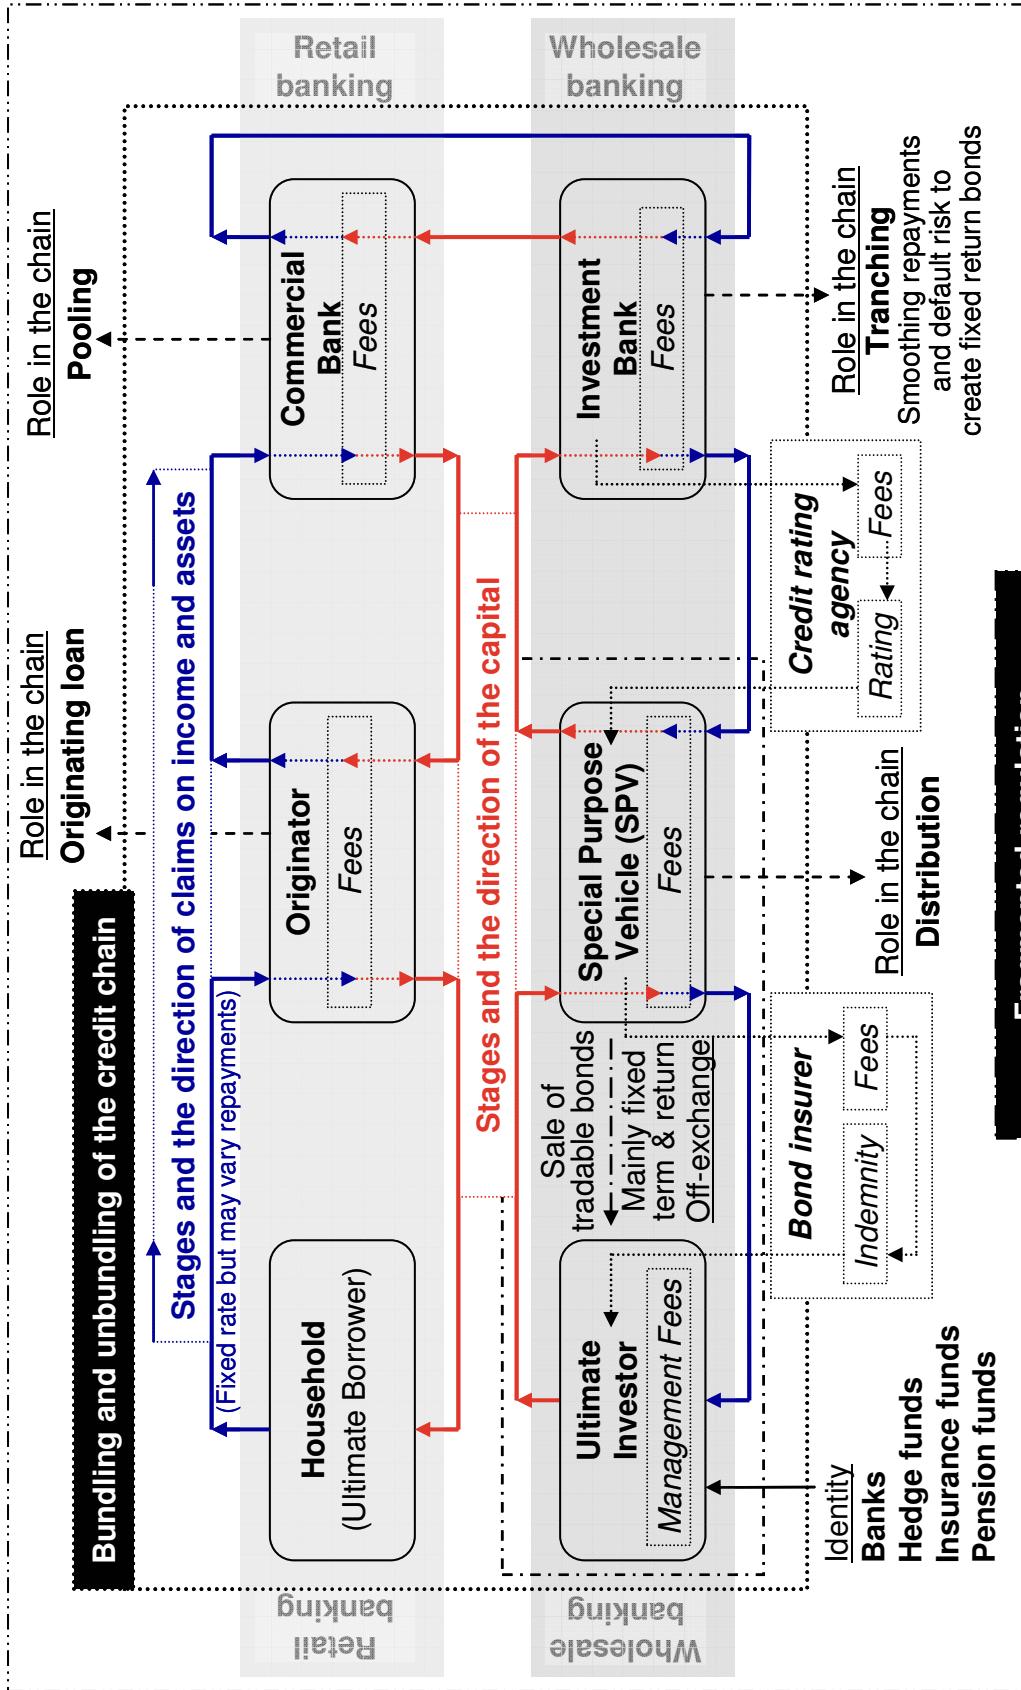 Bundling and unbundling of the credit chain
Role in the chain
Originating loan
Role in the chain
Pooling
Stages and the direction of claims on income and assets
(Fixed rate but may vary repayments)
Retail
banking
Household
(Ultimate Borrower)
Originator
Fees
Commercial
Bank
Fees
Retail
banking
Stages and the direction of the capital
Wholesale
banking
Ultimate
Investor
Management Fees
Sale of
tradable bonds
Mainly fixed
term & return
Off-exchange
Special Purpose
Vehicle (SPV)
Fees
Investment
Bank
Fees
Wholesale
banking
Bond insurer
Indemnity
Fees
Credit rating
agency
Rating
Fees
Identity
Banks
Hedge funds
Insurance funds
Pension funds
Role in the chain
Distribution
Role in the chain
Tranching
Smoothing repayments
and default risk to
create fixed return bonds